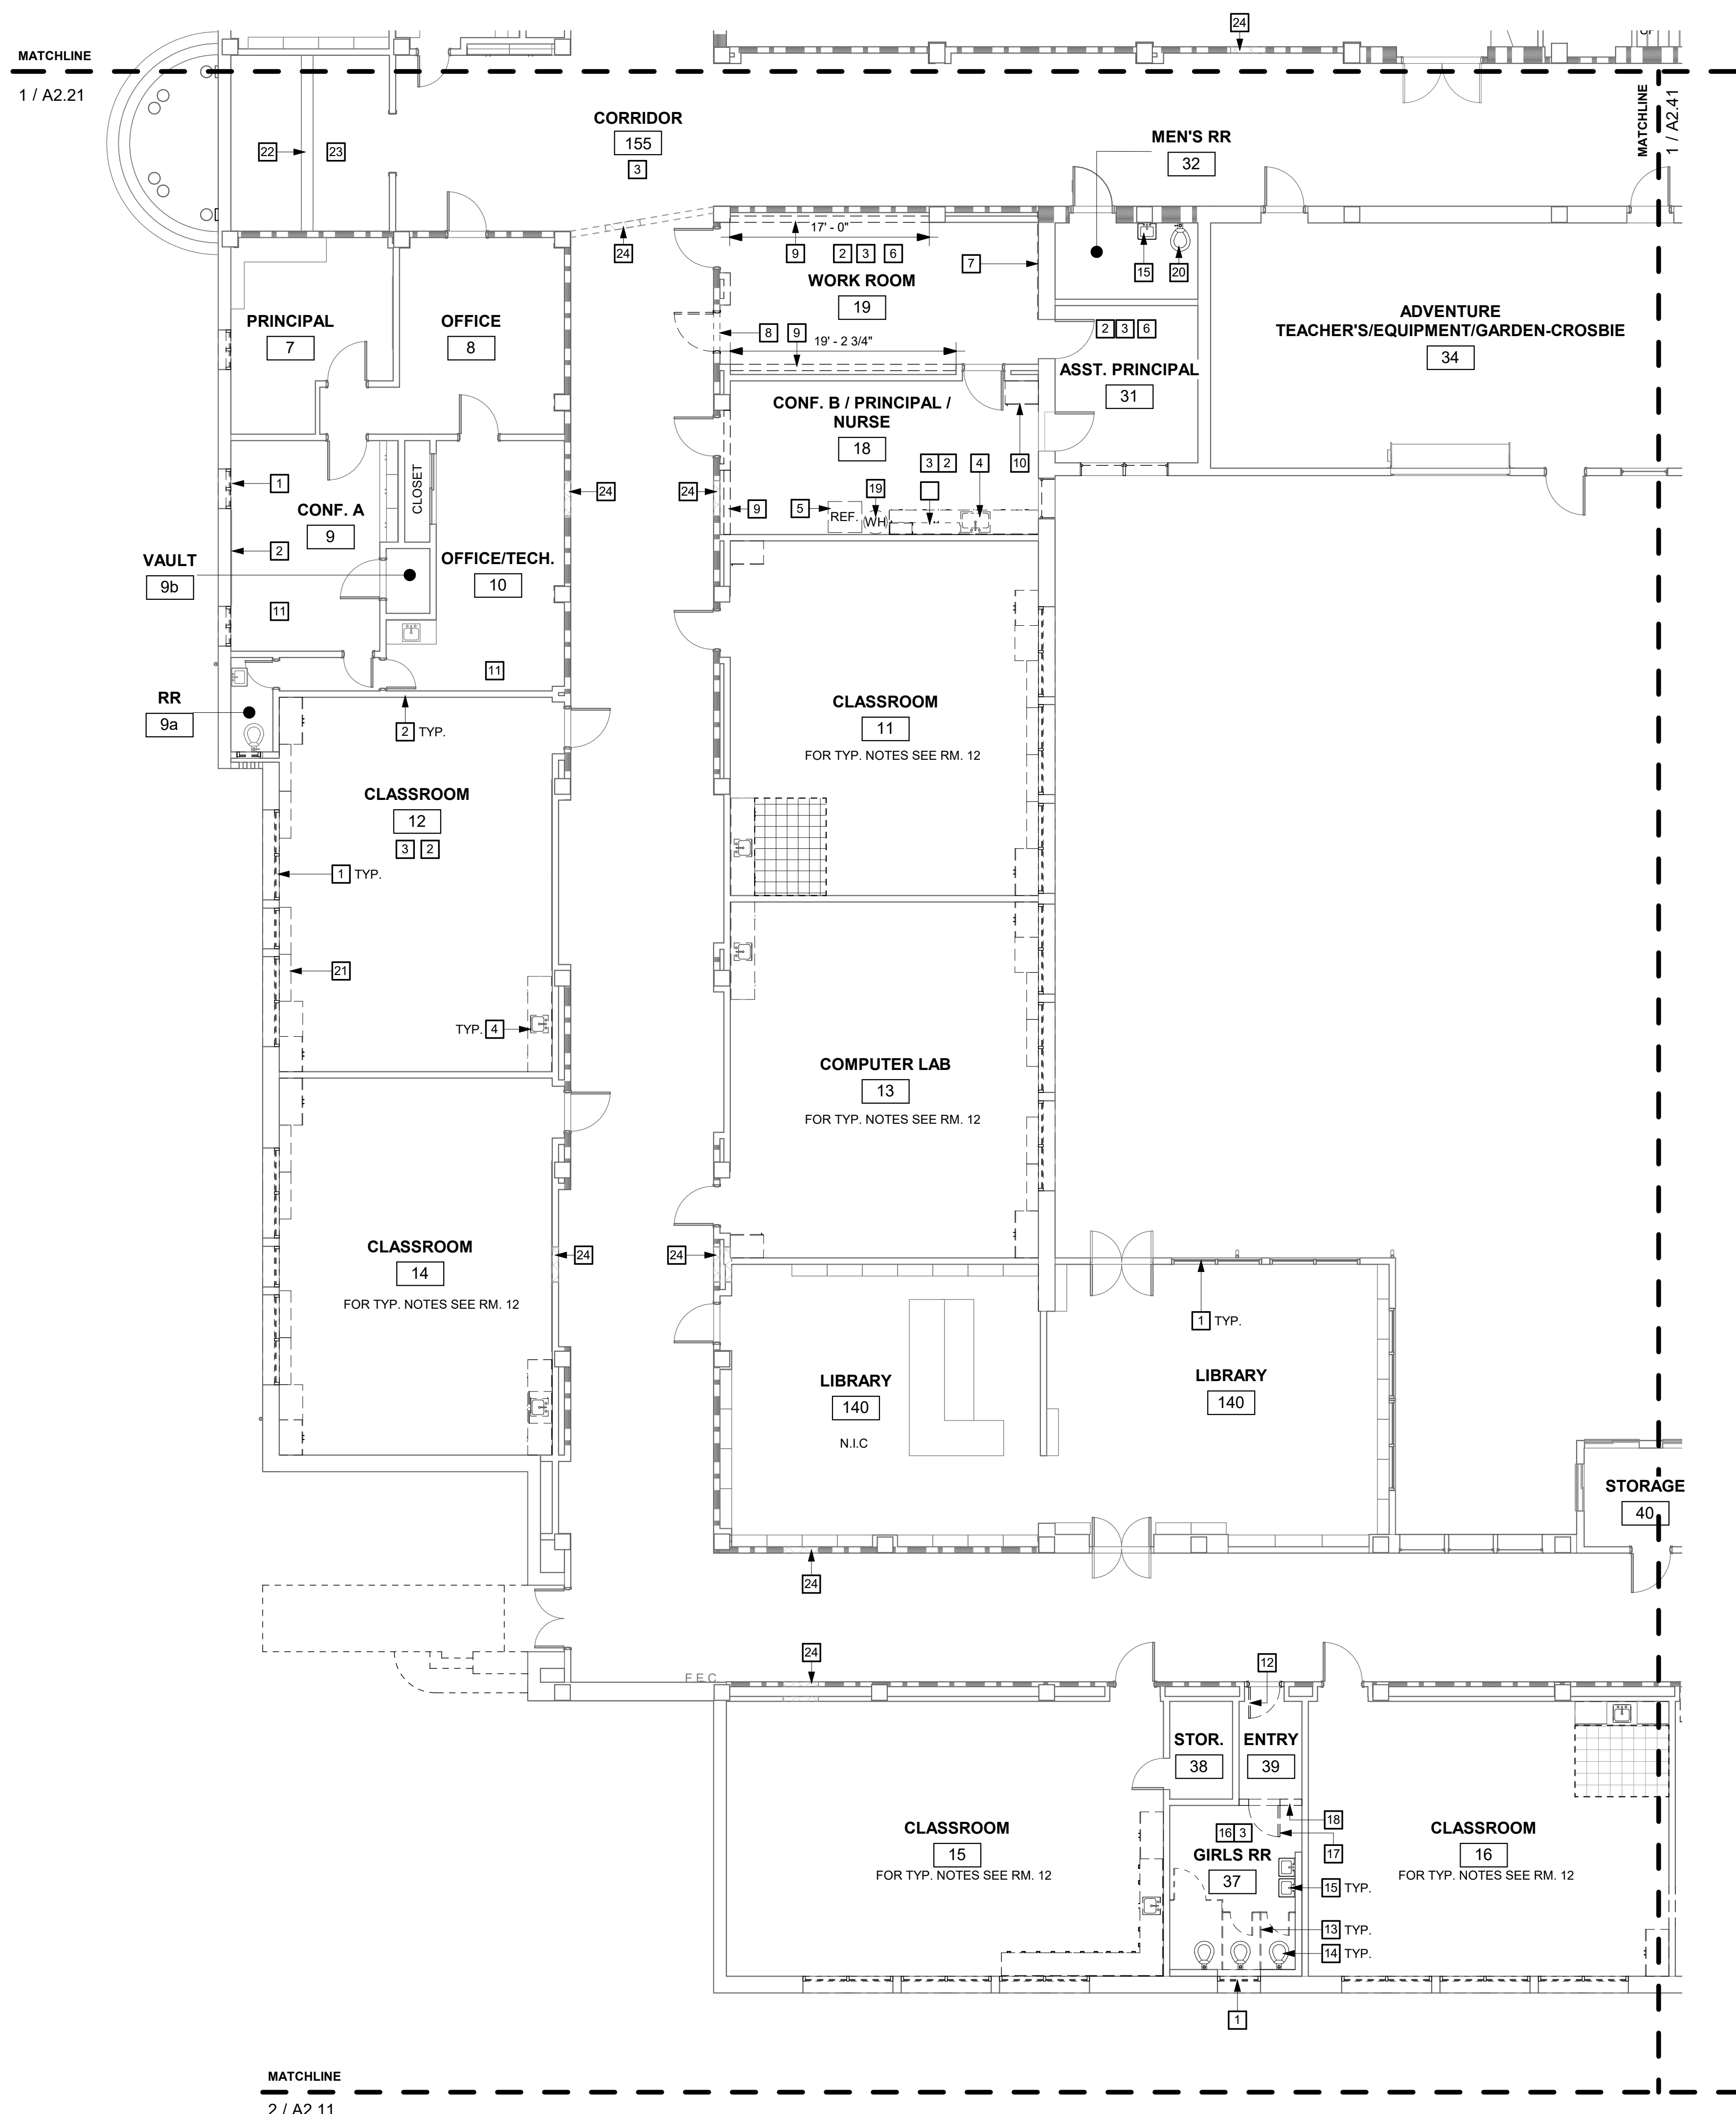 24
MATCHLINE
1 / A2.21
MATCHLINE
1 / A2.41
CORRIDOR
155
3
22
23
MEN'S RR
32
24
17' - 0"
9
2
3
6
7
15
20
WORK ROOM
19
8
9
19' - 2 3/4"
2
3
6
ASST. PRINCIPAL
31
ADVENTURE
TEACHER'S/EQUIPMENT/GARDEN-CROSBIE
34
PRINCIPAL
7
OFFICE
8
CONF. B / PRINCIPAL /
NURSE
18
3
2
4
10
1
CLOSET
24
24
19
9
5
REF.
(WH)
CONF. A
9
2
VAULT
9b
OFFICE/TECH.
10
11
11
RR
9a
2 TYP.
CLASSROOM
11
FOR TYP. NOTES SEE RM. 12
CLASSROOM
12
3
2
1 TYP.
21
TYP. 4
COMPUTER LAB
13
FOR TYP. NOTES SEE RM. 12
CLASSROOM
14
FOR TYP. NOTES SEE RM. 12
24
24
1 TYP.
LIBRARY
140
N.I.C
LIBRARY
140
STORAGE
40
24
24
F.E.C
12
STOR.
38
ENTRY
39
18
17
CLASSROOM
15
FOR TYP. NOTES SEE RM. 12
16
3
GIRLS RR
37
15 TYP.
13 TYP.
14 TYP.
CLASSROOM
16
FOR TYP. NOTES SEE RM. 12
1
MATCHLINE
2 / A2.11